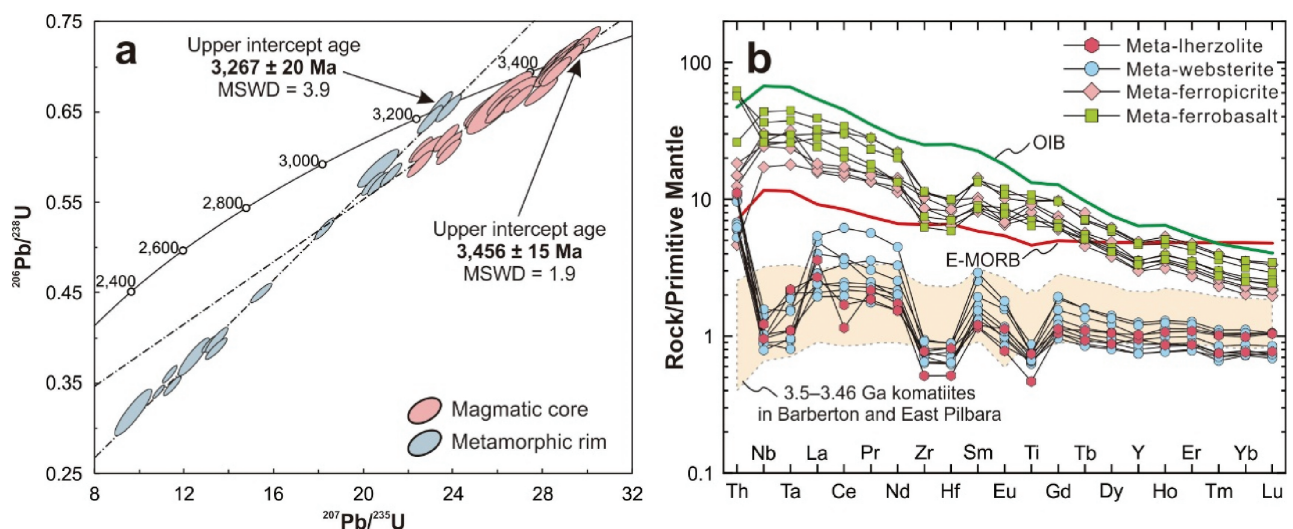 a
Upper intercept age
3,267 ± 20 Ma
MSWD = 3.9
3,400
3,200
3,000
2,800
2,600
2,400
Upper intercept age
3,456 ± 15 Ma
MSWD = 1.9
Magmatic core
Metamorphic rim
0.75
0.65
0.55
0.45
0.35
0.25
²⁰⁶Pb/²³⁸U
8 12 16 20 24 28 32
²⁰⁷Pb/²³⁵U
b
Meta-lherzolite
Meta-websterite
Meta-ferropicrite
Meta-ferrobasalt
OIB
E-MORB
3.5–3.46 Ga komatiites
in Barberton and East Pilbara
100
10
1
0.1
Rock/Primitive Mantle
Nb La Pr Zr Sm Ti Tb Y Er Yb
Th Ta Ce Nd Hf Eu Gd Dy Ho Tm Lu